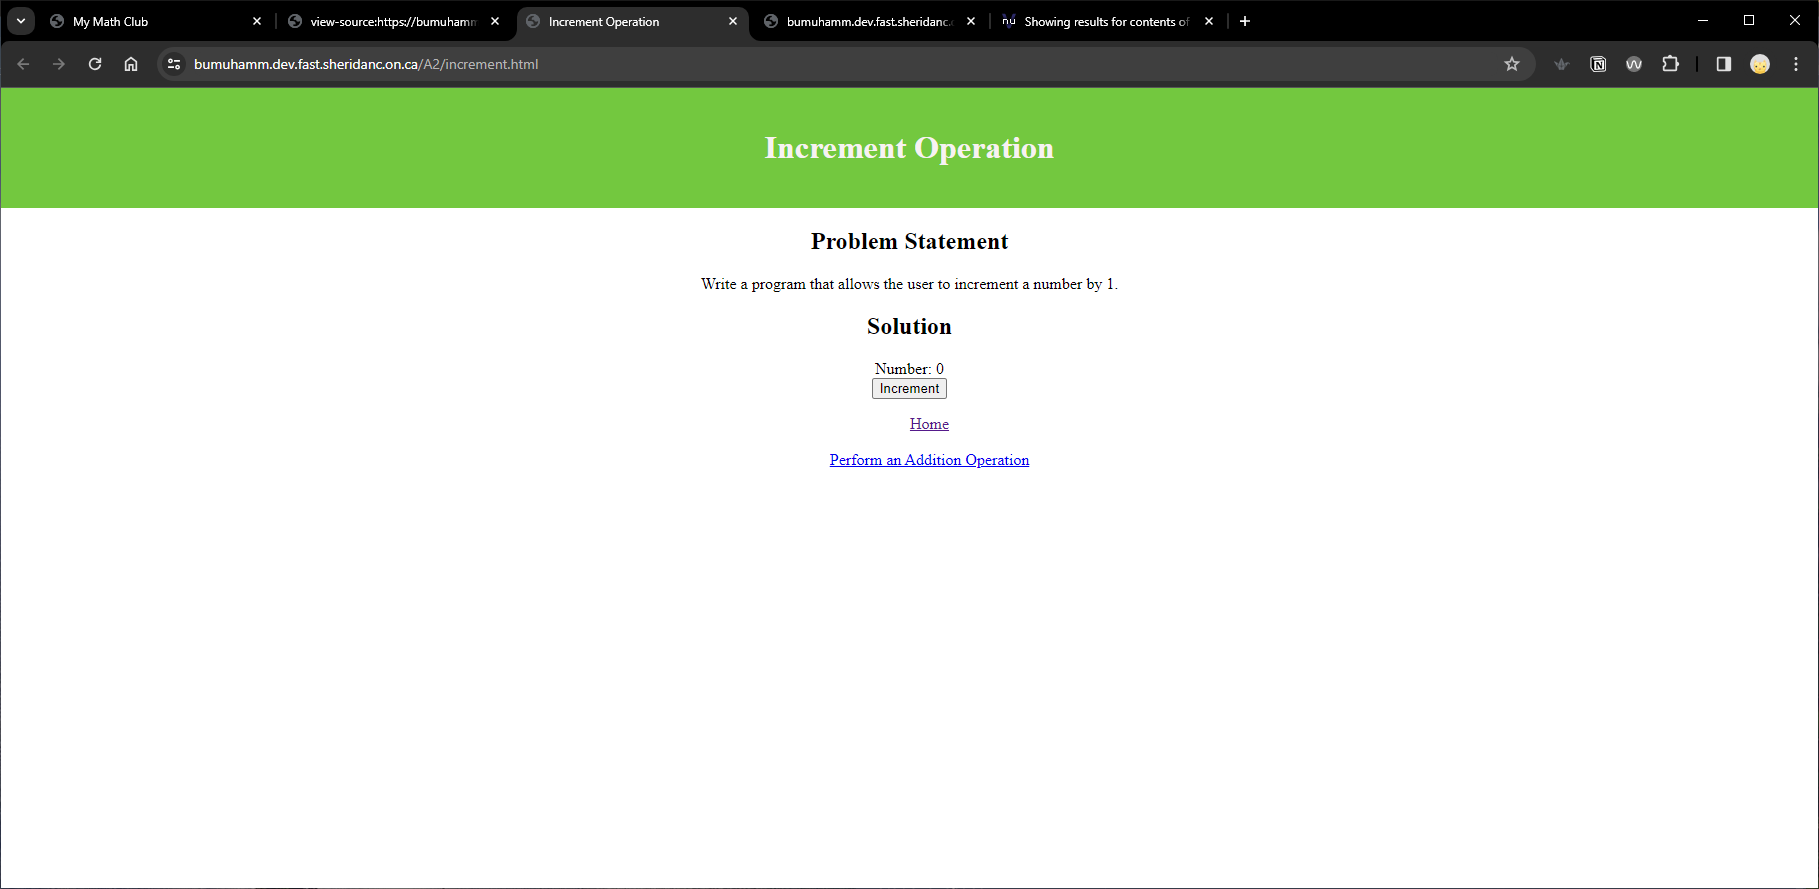 My Math Club
view-source:https://bumuhamm
Increment Operation
bumuhamm.dev.fast.sheridanc.
Showing results for contents of
bumuhamm.dev.fast.sheridanc.on.ca/A2/increment.html
Increment Operation
Problem Statement
Write a program that allows the user to increment a number by 1.
Solution
Number: 0
Increment
Home
Perform an Addition Operation